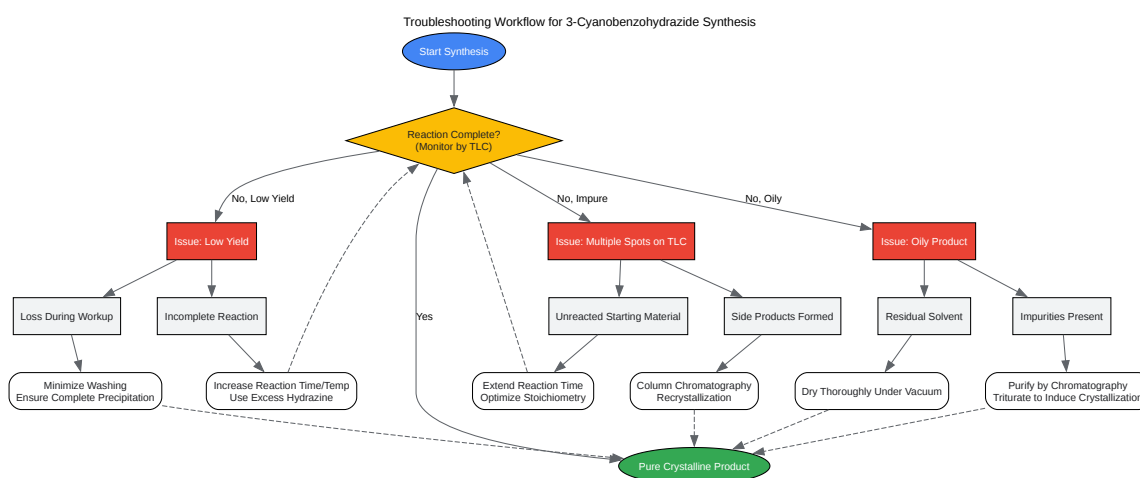 Troubleshooting Workflow for 3-Cyanobenzohydrazide Synthesis
Start Synthesis
Reaction Complete?
(Monitor by TLC)
No, Low Yield
No, Impure
No, Oily
Issue: Low Yield
Issue: Multiple Spots on TLC
Issue: Oily Product
Loss During Workup
Incomplete Reaction
Yes
Unreacted Starting Material
Side Products Formed
Residual Solvent
Impurities Present
Minimize Washing
Ensure Complete Precipitation
Increase Reaction Time/Temp
Use Excess Hydrazine
Extend Reaction Time
Optimize Stoichiometry
Column Chromatography
Recrystallization
Dry Thoroughly Under Vacuum
Purify by Chromatography
Triturate to Induce Crystallization
Pure Crystalline Product